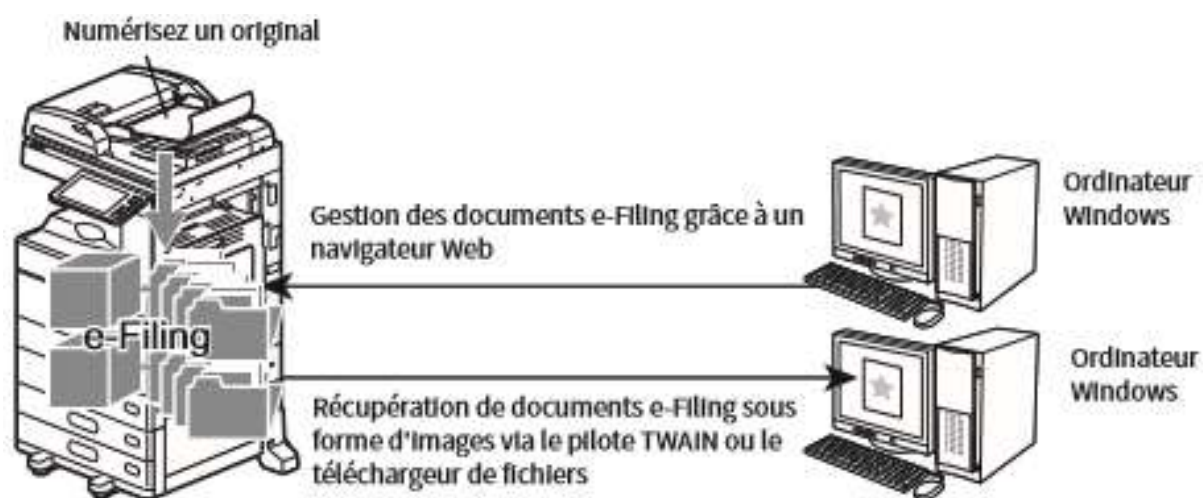 Numérisez un original
Gestion des documents e-Filing grâce à un
navigateur Web
Ordinateur
Windows
e-Filing
Récupération de documents e-Filing sous
forme d'images via le pilote TWAIN ou le
téléchargeur de fichiers
Ordinateur
Windows